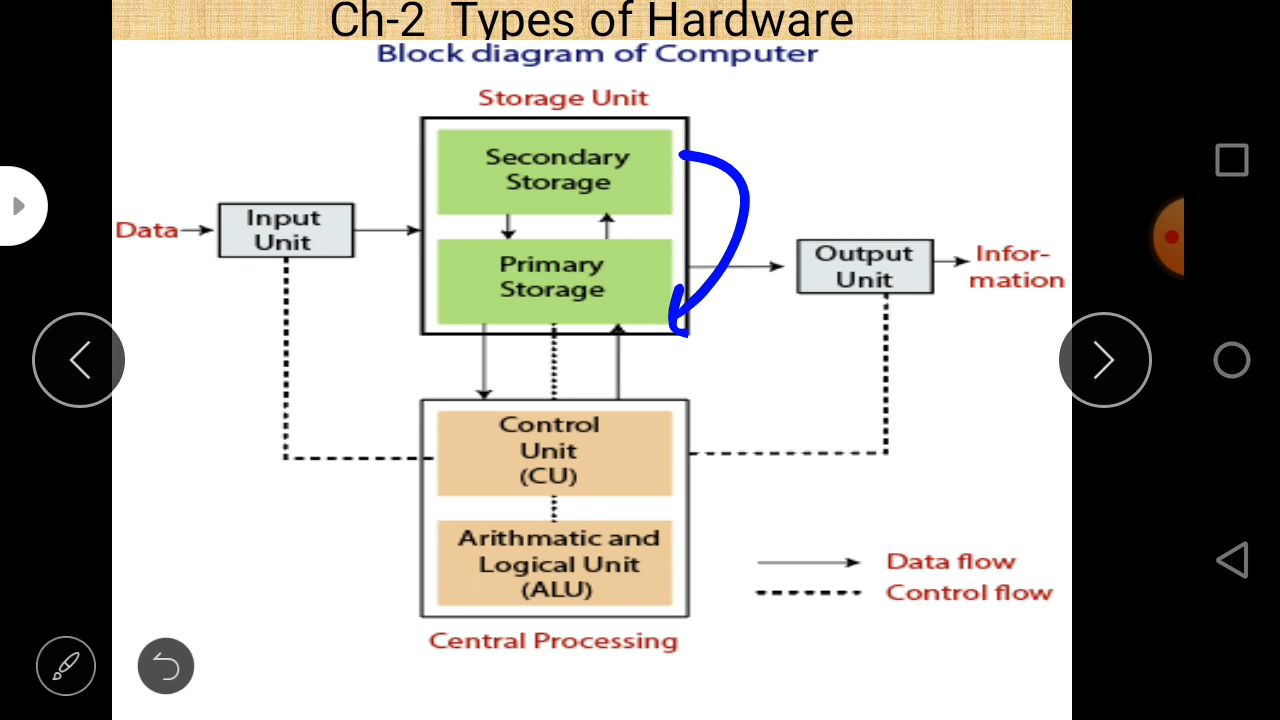 Ch-2 Types of Hardware
Block diagram of Computer
Storage Unit
Secondary
Storage
Data
Input
Unit
Primary
Storage
Output
Unit
Infor-
mation
Control
Unit
(CU)
Arithmatic and
Logical Unit
(ALU)
Data flow
Control flow
Central Processing